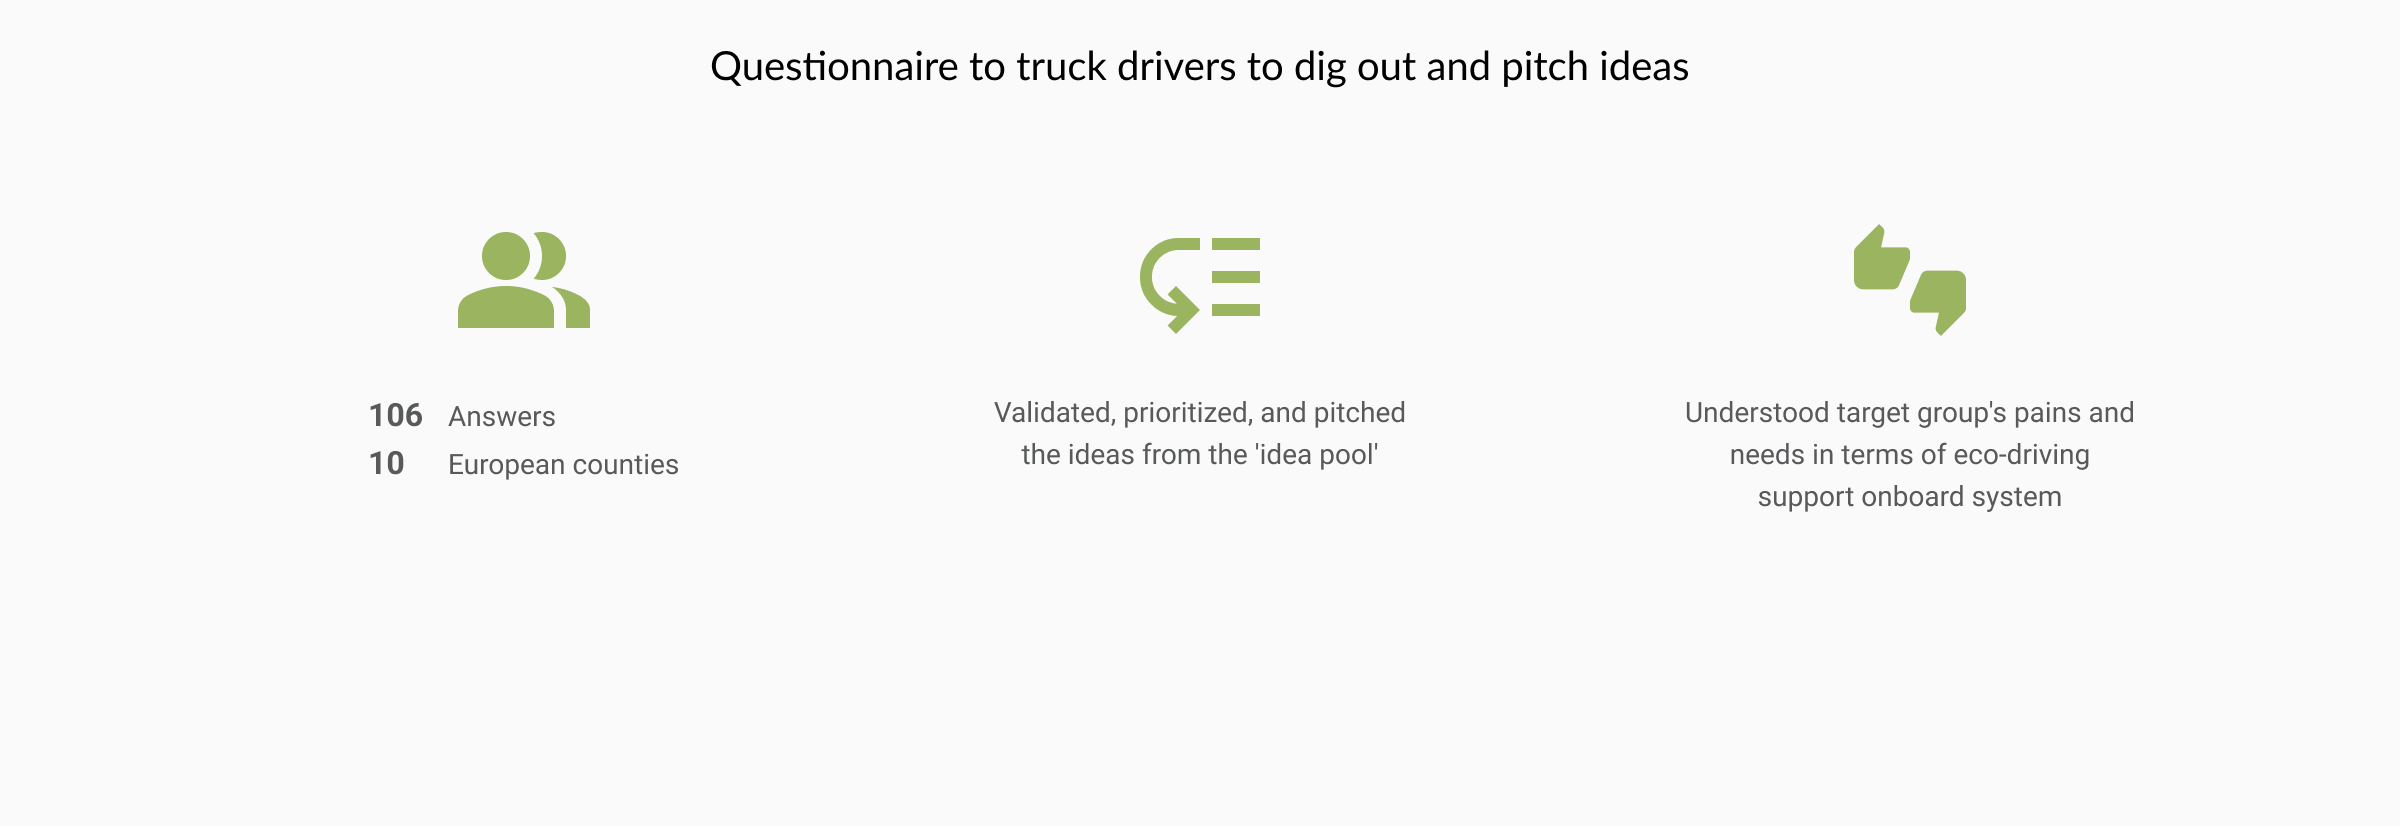 Questionnaire to truck drivers to dig out and pitch ideas
106 Answers
10 European counties
Validated, prioritized, and pitched
the ideas from the 'idea pool'
Understood target group's pains and
needs in terms of eco-driving
support onboard system